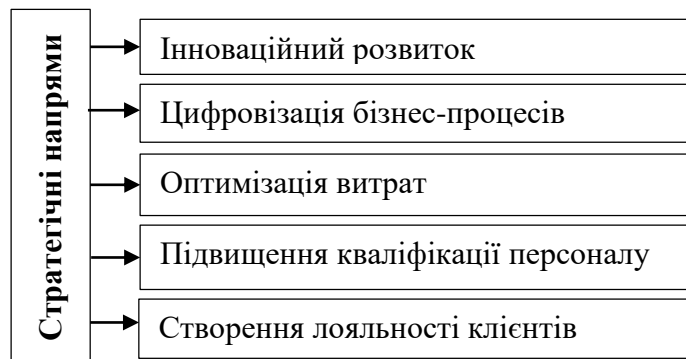 Стратегічні напрями
Інноваційний розвиток
Цифровізація бізнес-процесів
Оптимізація витрат
Підвищення кваліфікації персоналу
Створення лояльності клієнтів